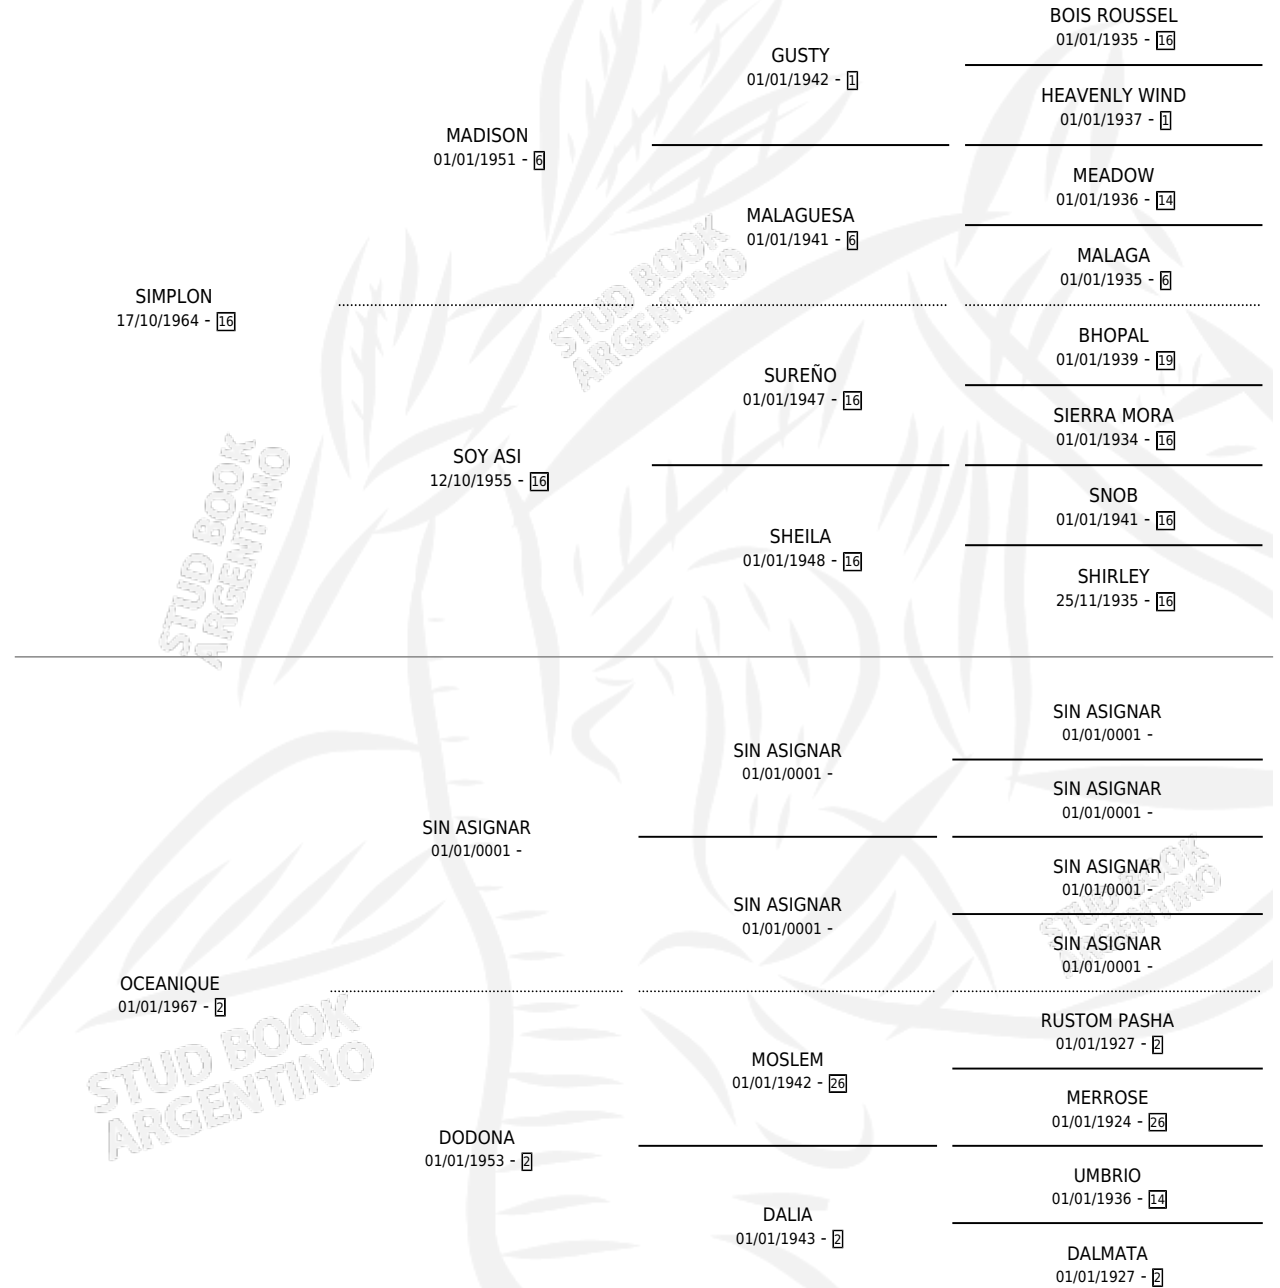 BOIS ROUSSEL
01/01/1935 - 16
GUSTY
01/01/1942 - 1
HEAVENLY WIND
01/01/1937 - 1
MADISON
01/01/1951 - 6
MEADOW
01/01/1936 - 14
MALAGUESA
01/01/1941 - 6
MALAGA
01/01/1935 - 6
SIMPLON
17/10/1964 - 16
BHOPAL
01/01/1939 - 19
SUREÑO
01/01/1947 - 16
SIERRA MORA
01/01/1934 - 16
SOY ASI
12/10/1955 - 16
SNOB
01/01/1941 - 16
SHEILA
01/01/1948 - 16
SHIRLEY
25/11/1935 - 16
STUD BOOK
ARGENTINO
STUD BOOK
ARGENTINO
SIN ASIGNAR
01/01/0001 -
SIN ASIGNAR
01/01/0001 -
SIN ASIGNAR
01/01/0001 -
SIN ASIGNAR
01/01/0001 -
SIN ASIGNAR
01/01/0001 -
SIN ASIGNAR
01/01/0001 -
SIN ASIGNAR
01/01/0001 -
STUD BOOK
ARGENTINO
OCEANIQUE
01/01/1967 - 2
RUSTOM PASHA
01/01/1927 - 2
MOSLEM
01/01/1942 - 26
MERROSE
01/01/1924 - 26
DODONA
01/01/1953 - 2
UMBRIO
01/01/1936 - 14
DALIA
01/01/1943 - 2
DALMATA
01/01/1927 - 2
STUD BOOK
ARGENTINO